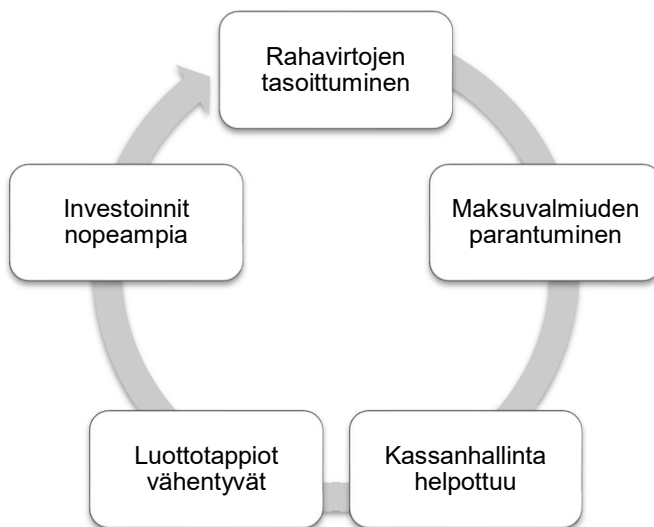 Rahavirtojen
tasoittuminen
Maksuvalmiuden
parantuminen
Kassanhallinta
helpottuu
Luottotappiot
vähentyvät
Investoinnit
nopeampia